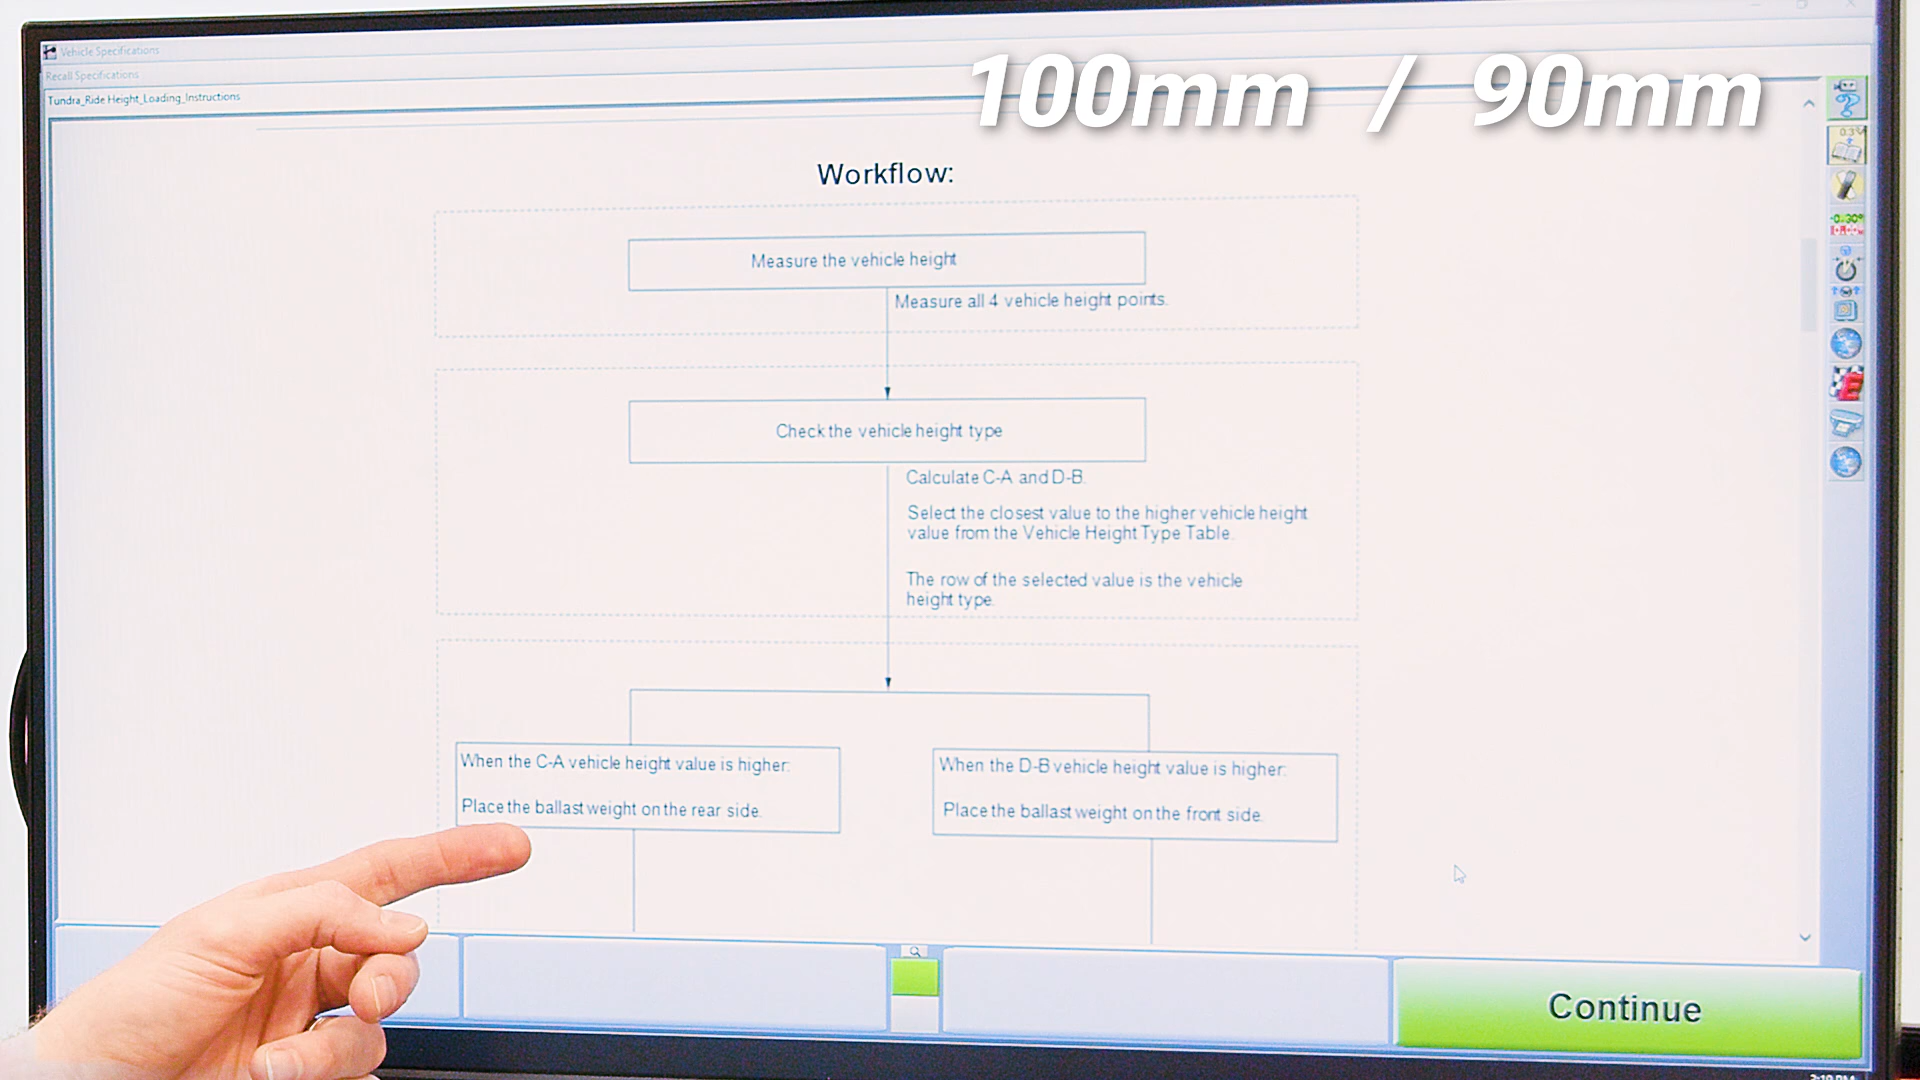 Vehicle Specifications
Recall Specifications
Tundra_Ride Height_Loading_Instructions
100mm / 90mm
Workflow:
Measure the vehicle height
Measure all 4 vehicle height points.
Check the vehicle height type
Calculate C-A and D-B.
Select the closest value to the higher vehicle height
value from the Vehicle Height Type Table.
The row of the selected value is the vehicle
height type.
When the C-A vehicle height value is higher:
Place the ballast weight on the rear side.
When the D-B vehicle height value is higher:
Place the ballast weight on the front side.
Continue